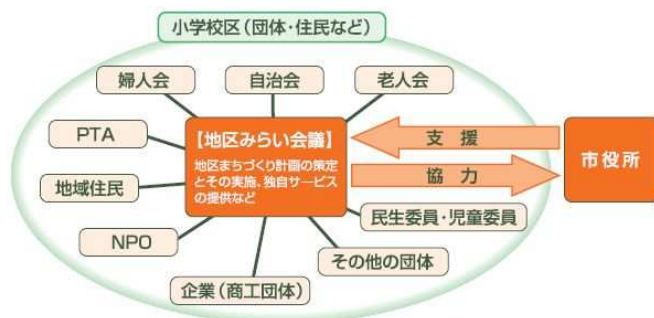 小学校区（団体・住民など）
婦人会
自治会
老人会
PTA
【地区みらい会議】
地区まちづくり計画の策定
とその実施、独自サービス
の提供など
支 援
協 力
市役所
地域住民
NPO
民生委員・児童委員
その他の団体
企業（商工団体）